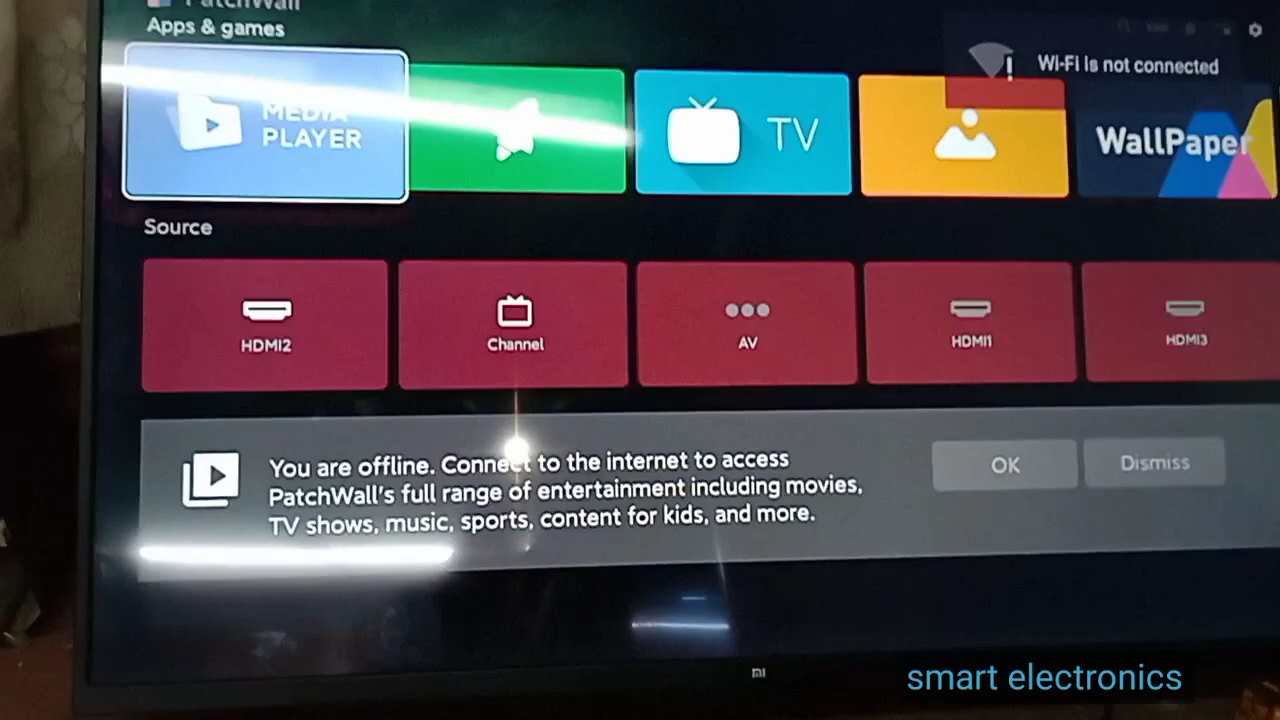 PatchWall
Apps & games
Wi-Fi is not connected
MEDIA
PLAYER
TV
WallPaper
Source
HDMI2
Channel
AV
HDMI1
HDMI3
You are offline. Connect to the internet to access
PatchWall's full range of entertainment including movies,
TV shows, music, sports, content for kids, and more.
OK
Dismiss
mi
smart electronics